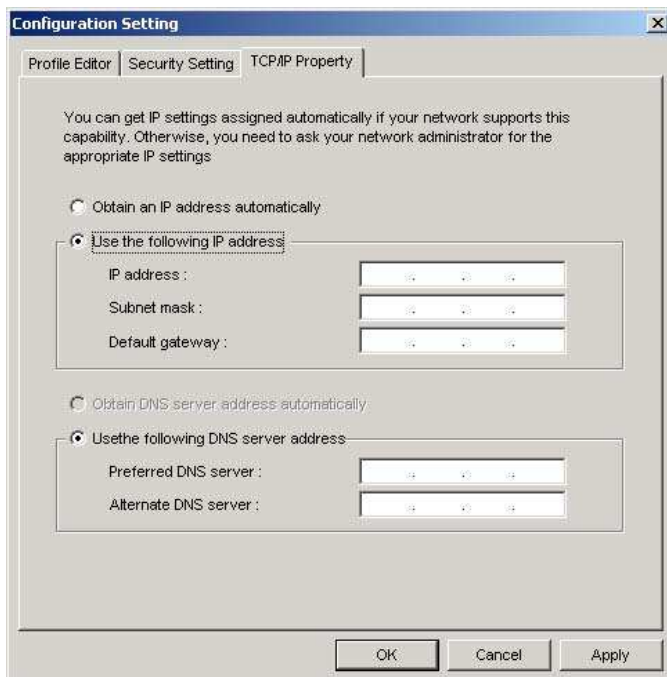 Configuration Setting
Profile Editor
Security Setting
TCP/IP Property
You can get IP settings assigned automatically if your network supports this
capability. Otherwise, you need to ask your network administrator for the
appropriate IP settings
Obtain an IP address automatically
Use the following IP address
IP address :
Subnet mask :
Default gateway :
Obtain DNS server address automatically
Usethe following DNS server address
Preferred DNS server :
Alternate DNS server :
OK
Cancel
Apply